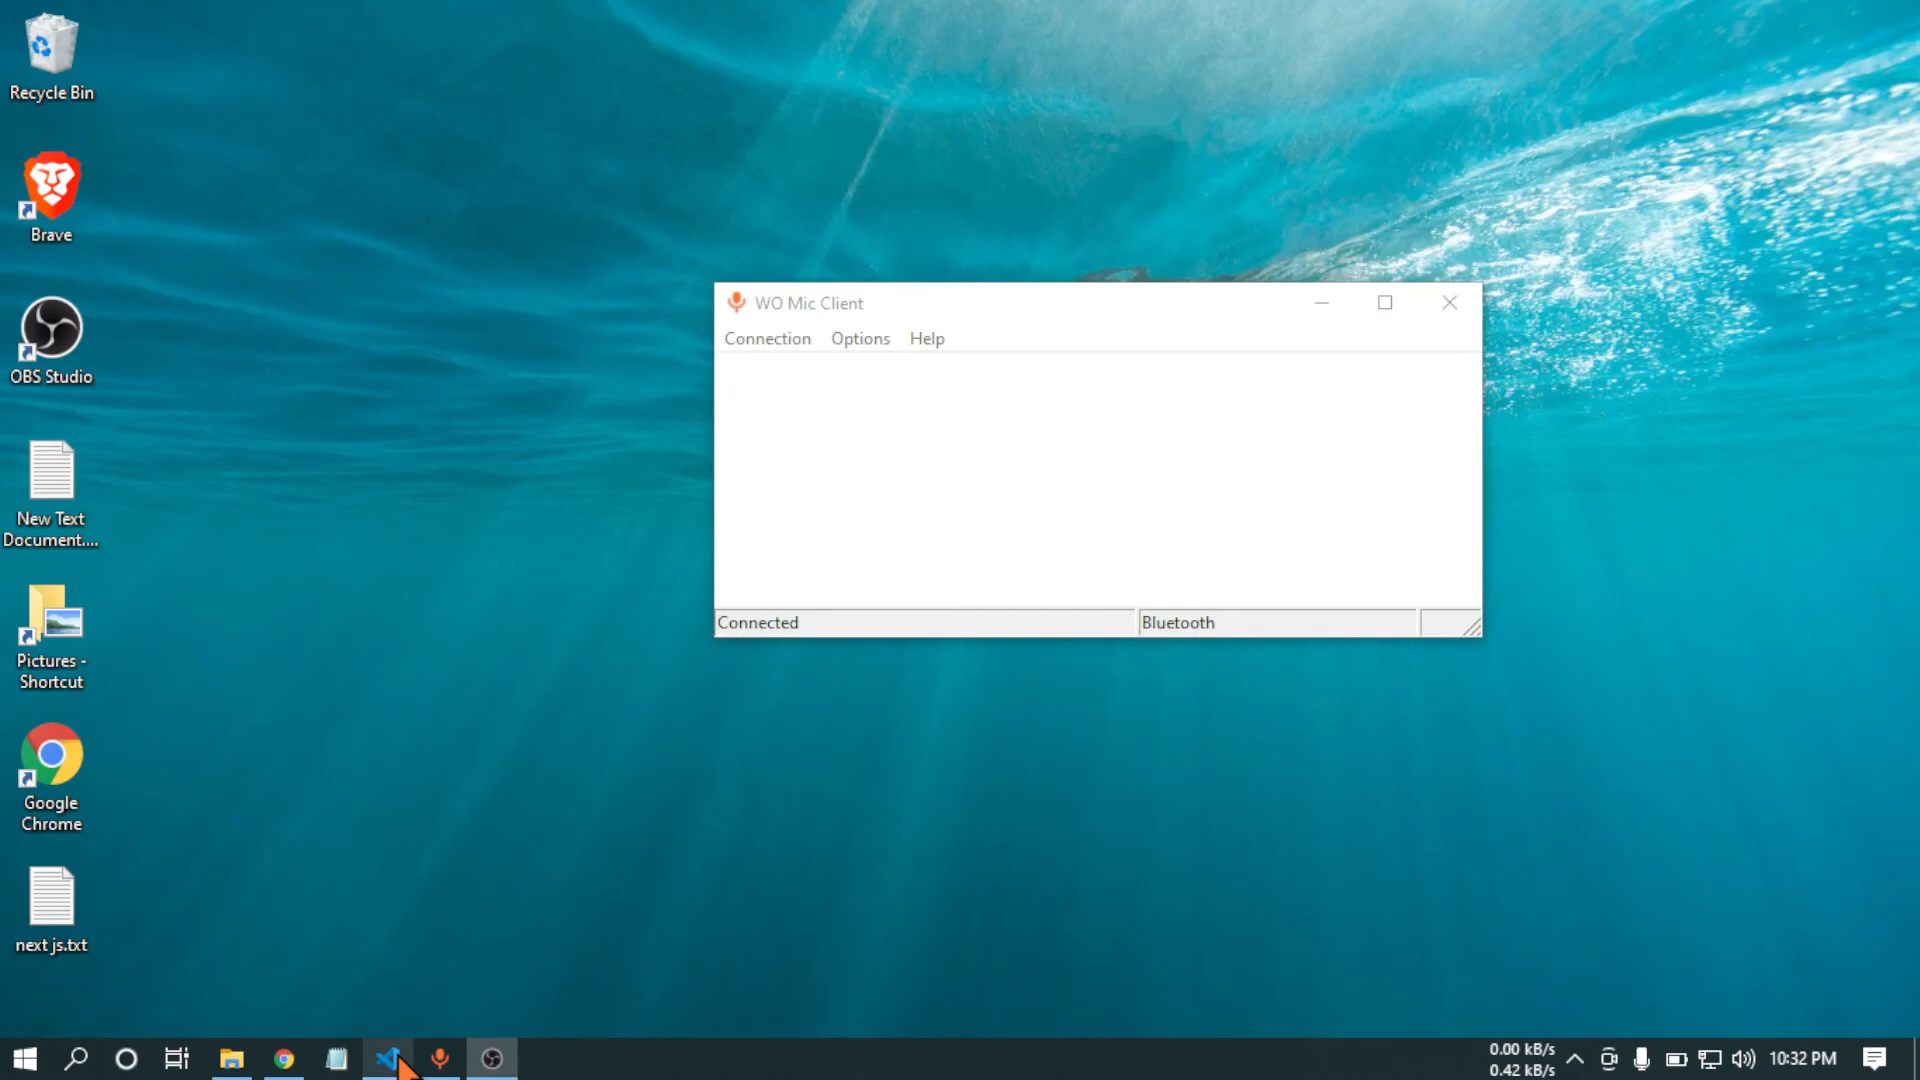 Recycle Bin
Brave
OBS Studio
New Text
Document....
Pictures -
Shortcut
Google
Chrome
next js.txt
WO Mic Client
Connection Options Help
Connected Bluetooth
0.00 kB/s
0.42 kB/s
10:32 PM